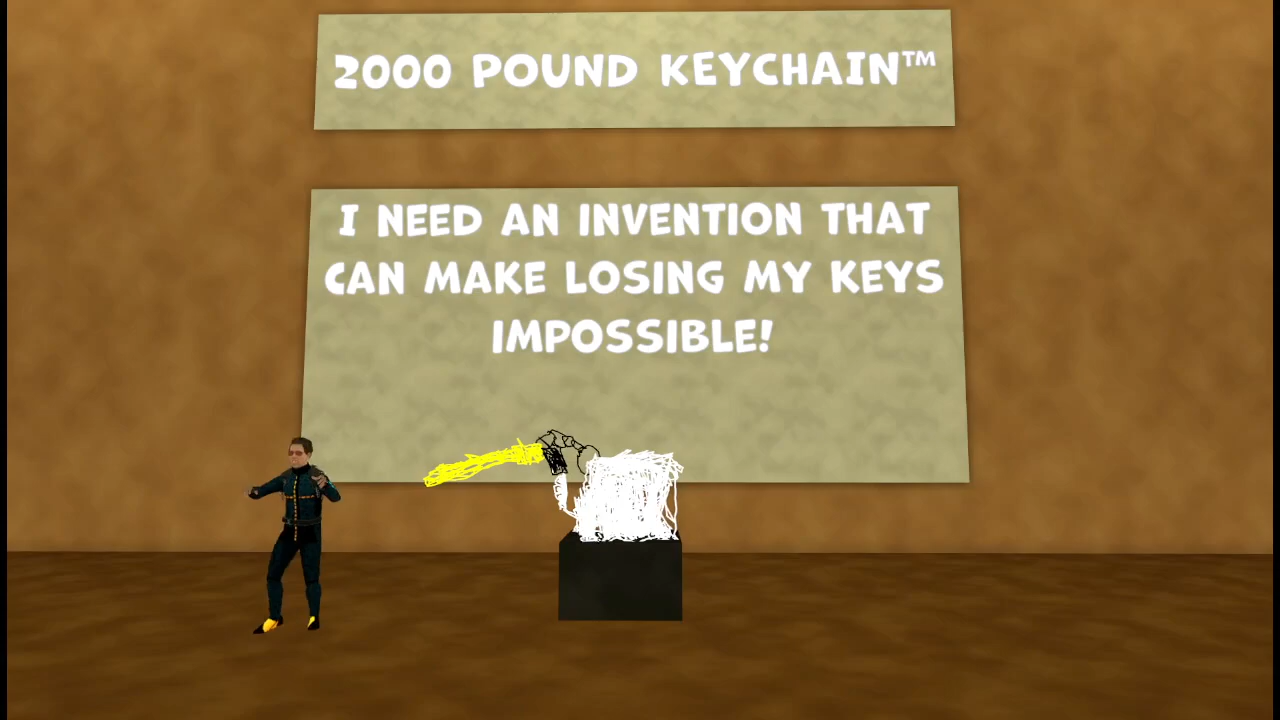 2000 POUND KEYCHAIN™
I NEED AN INVENTION THAT
CAN MAKE LOSING MY KEYS
IMPOSSIBLE!